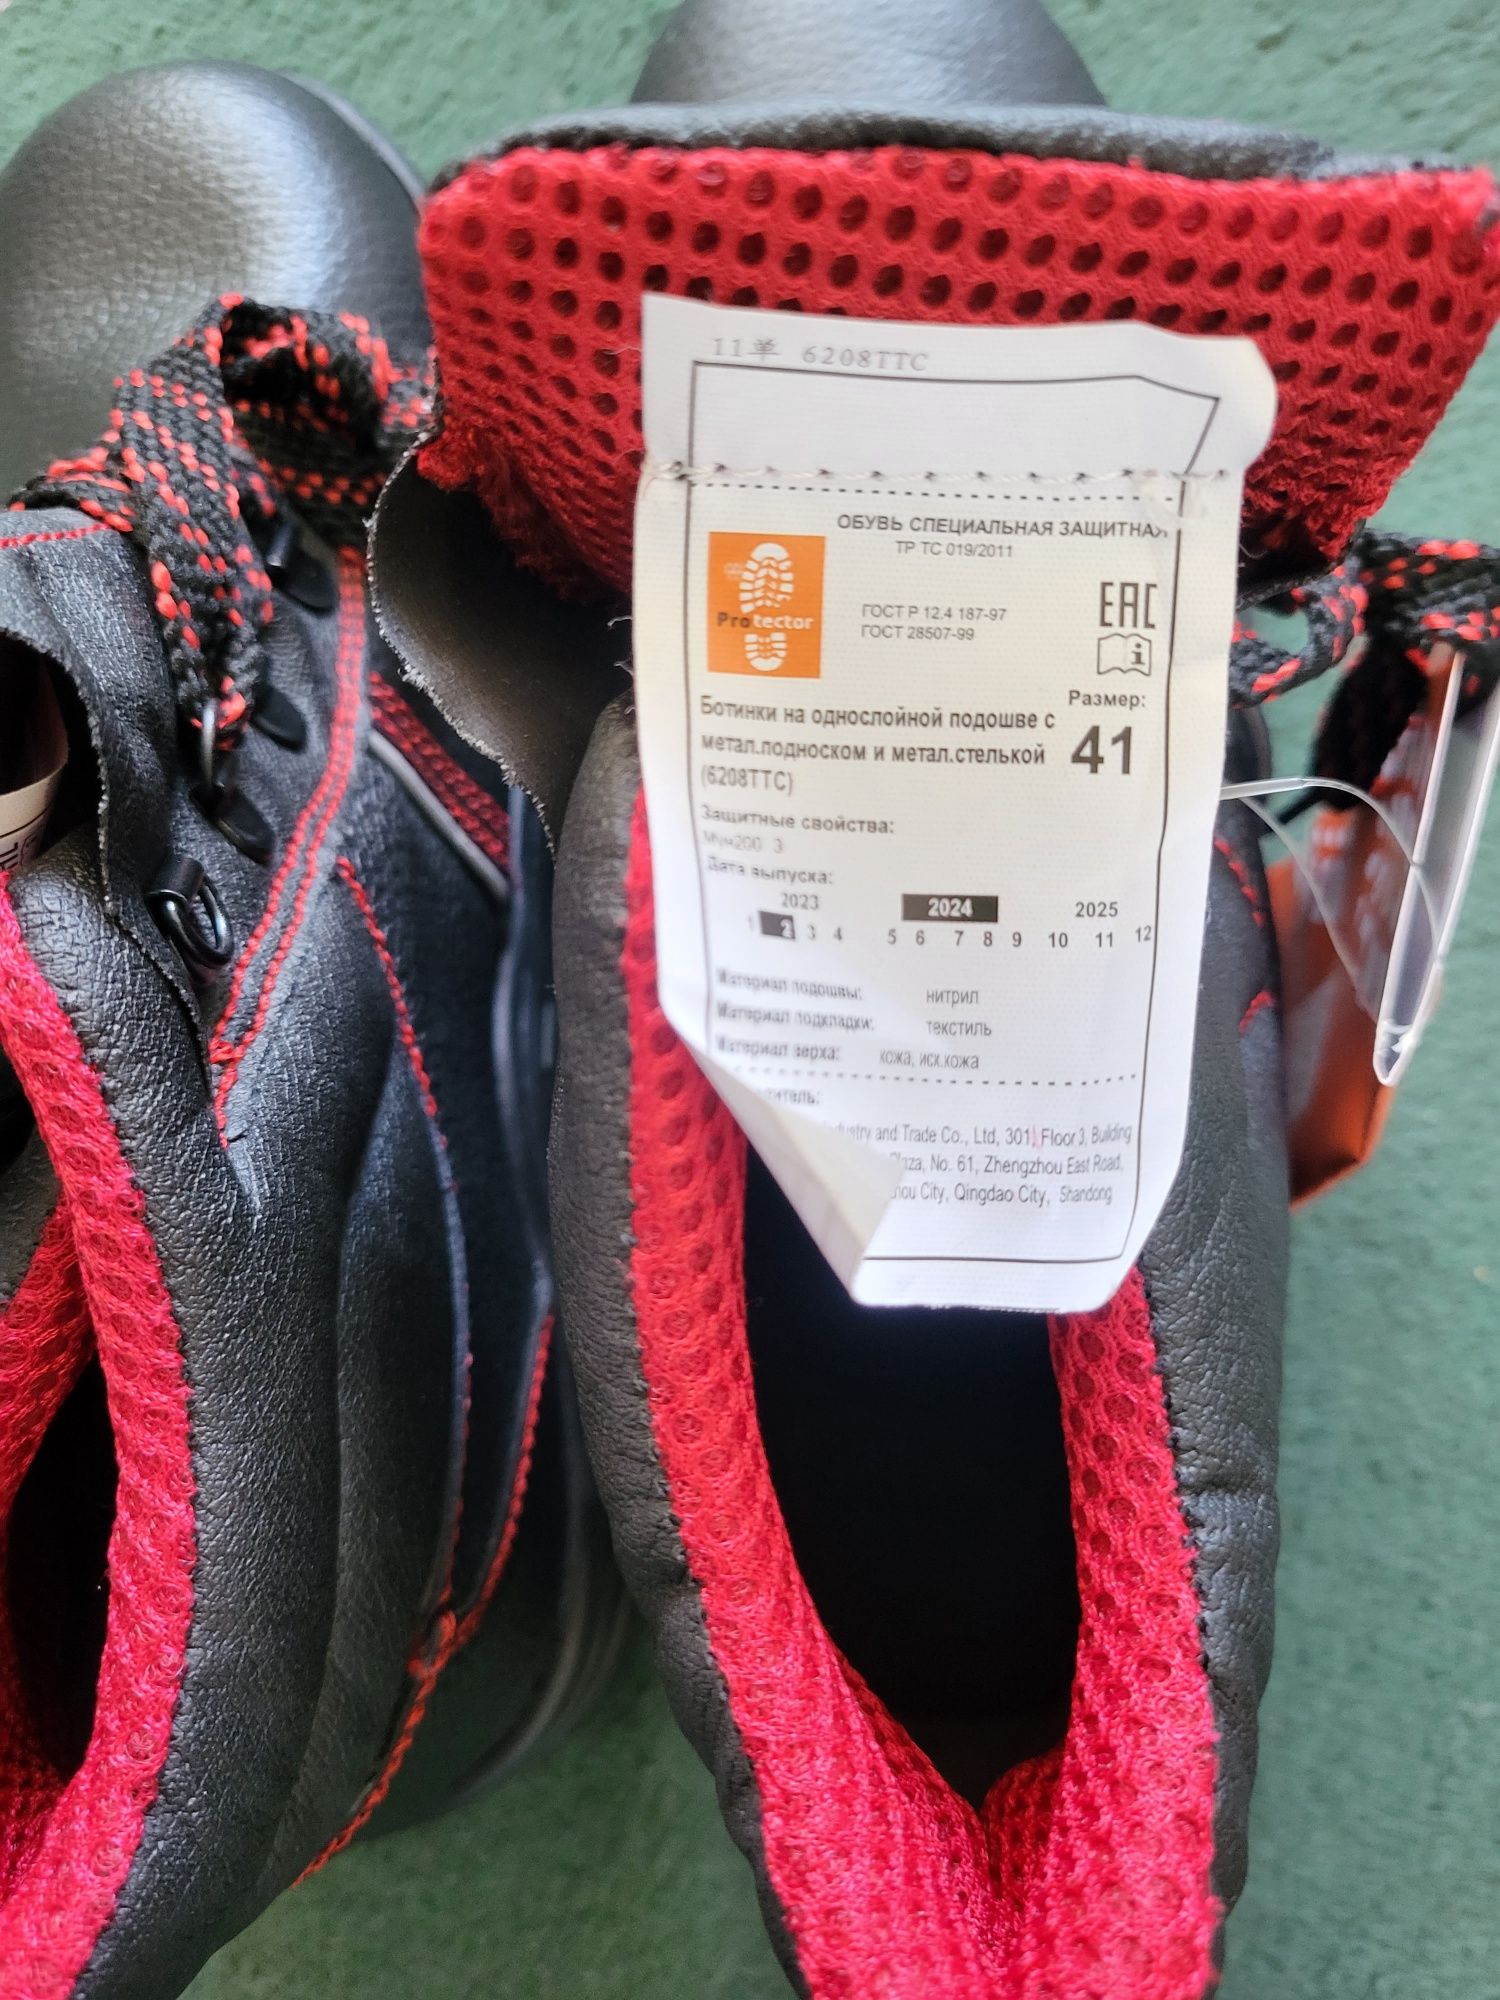 11单 6208TTC
ОБУВЬ СПЕЦИАЛЬНАЯ ЗАЩИТНАЯ
ТР ТС 019/2011
Protector
ГОСТ Р 12.4 187-97
ГОСТ 28507-99
EAC
i
Размер:
41
Ботинки на однослойной подошве с
метал.подноском и метал.стелькой
(6208TTC)
Защитные свойства:
Мун200 З
Дата выпуска:
2023 2024 2025
1 2 3 4 5 6 7 8 9 10 11 12
Материал подошвы: нитрил
Материал подкладки: текстиль
Материал верха: кожа, иск.кожа
and Trade Co., Ltd, 301, Floor 3, Building
No. 61, Zhengzhou East Road,
City, Qingdao City, Shandong